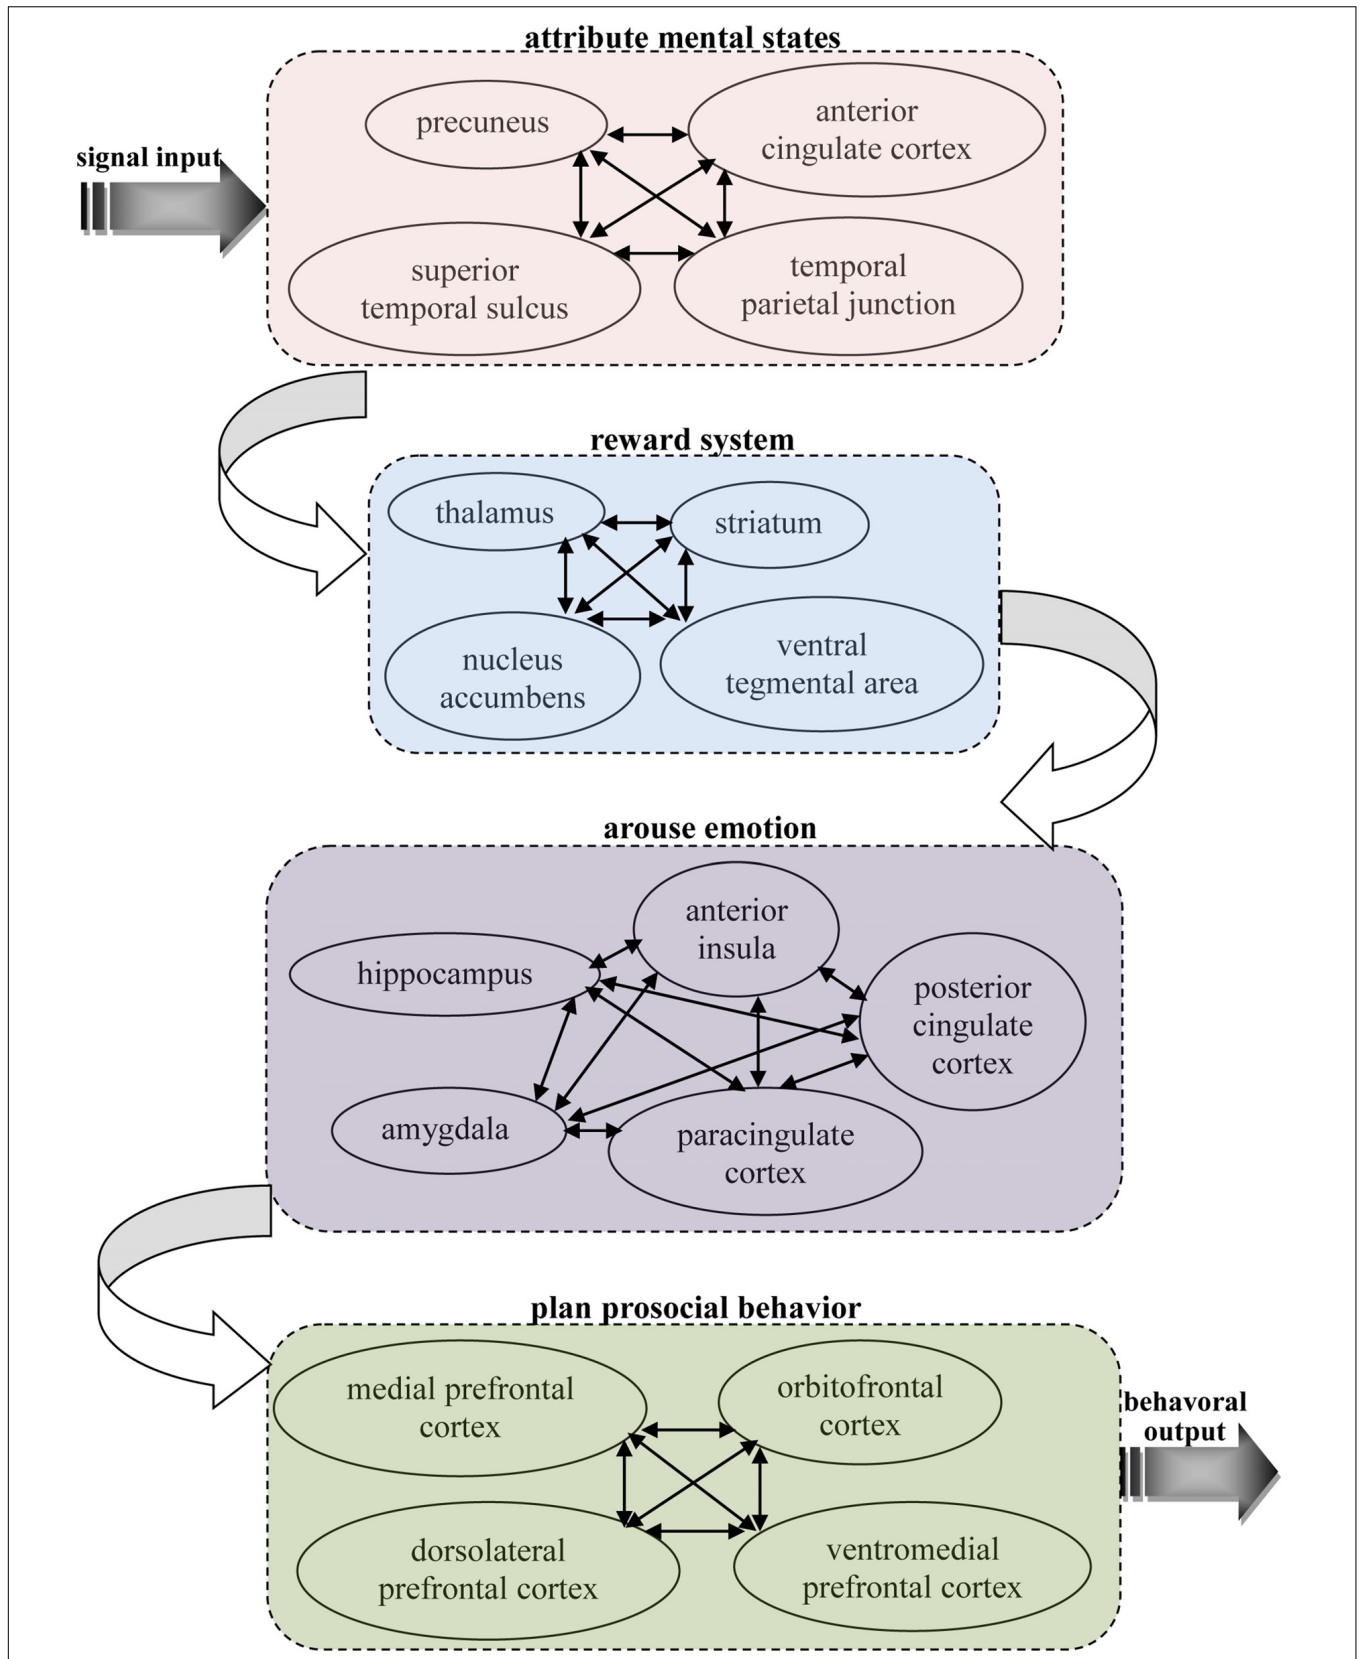 attribute mental states
signal input
precuneus
anterior
cingulate cortex
superior
temporal sulcus
temporal
parietal junction
reward system
thalamus
striatum
nucleus
accumbens
ventral
tegmental area
arouse emotion
anterior
insula
hippocampus
posterior
cingulate
cortex
amygdala
paracingulate
cortex
plan prosocial behavior
medial prefrontal
cortex
orbitofrontal
cortex
dorsolateral
prefrontal cortex
ventromedial
prefrontal cortex
behavoral
output